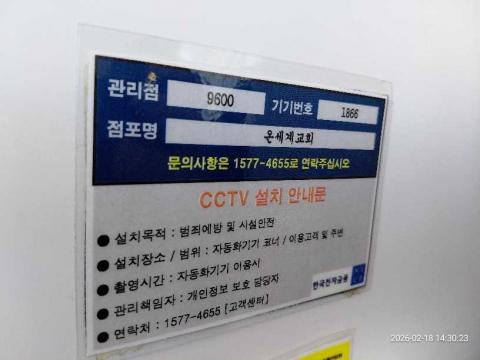 관리점 9600 기기번호 1866
점포명 온세계교회
문의사항은 1577-4655로 연락주십시오
CCTV 설치 안내문
● 설치목적 : 범죄예방 및 시설안전
● 설치장소 / 범위 : 자동화기기 코너 / 이용고객 및 주변
● 촬영시간 : 자동화기기 이용시
● 관리책임자 : 개인정보 보호 담당자
● 연락처 : 1577-4655 [고객센터]
한국전자금융
2026-02-18 14:30:23